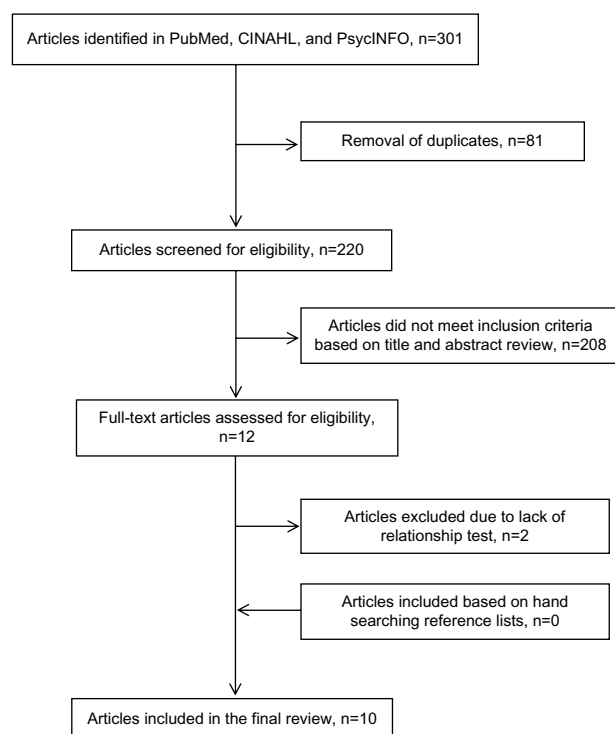 Articles identified in PubMed, CINAHL, and PsycINFO, n=301
Removal of duplicates, n=81
Articles screened for eligibility, n=220
Articles did not meet inclusion criteria
based on title and abstract review, n=208
Full-text articles assessed for eligibility,
n=12
Articles excluded due to lack of
relationship test, n=2
Articles included based on hand
searching reference lists, n=0
Articles included in the final review, n=10